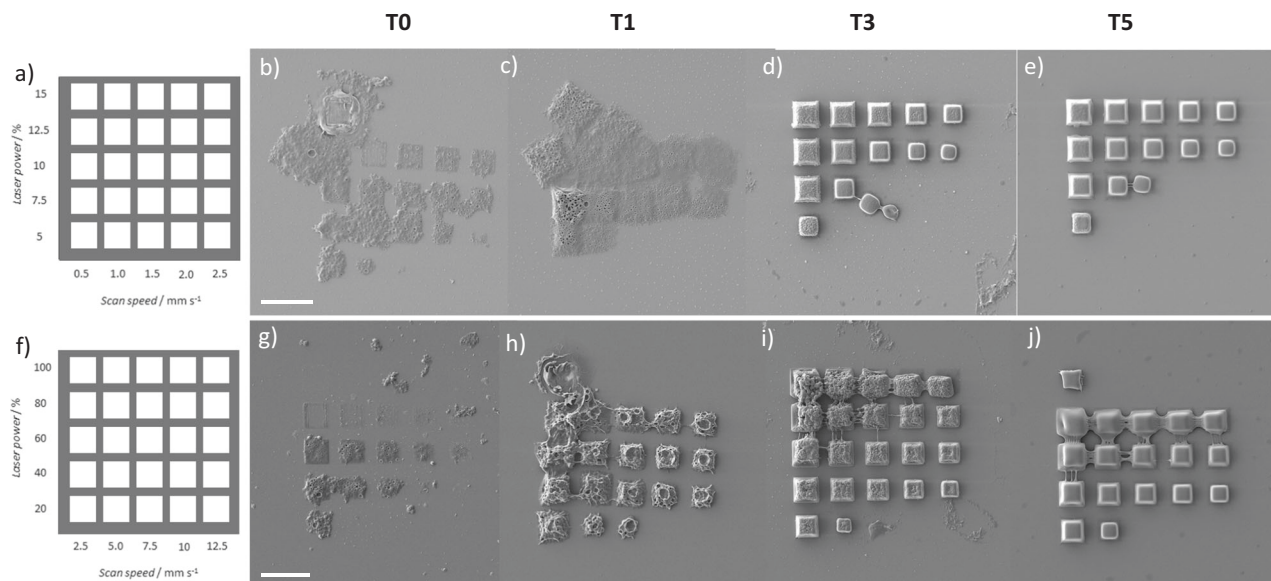 T0 T1 T3 T5
a) b) c) d) e)
Laser power / %
15
12.5
10
7.5
5
0.5 1.0 1.5 2.0 2.5
Scan speed / mm s-1
f) g) h) i) j)
Laser power / %
100
80
60
40
20
2.5 5.0 7.5 10 12.5
Scan speed / mm s-1